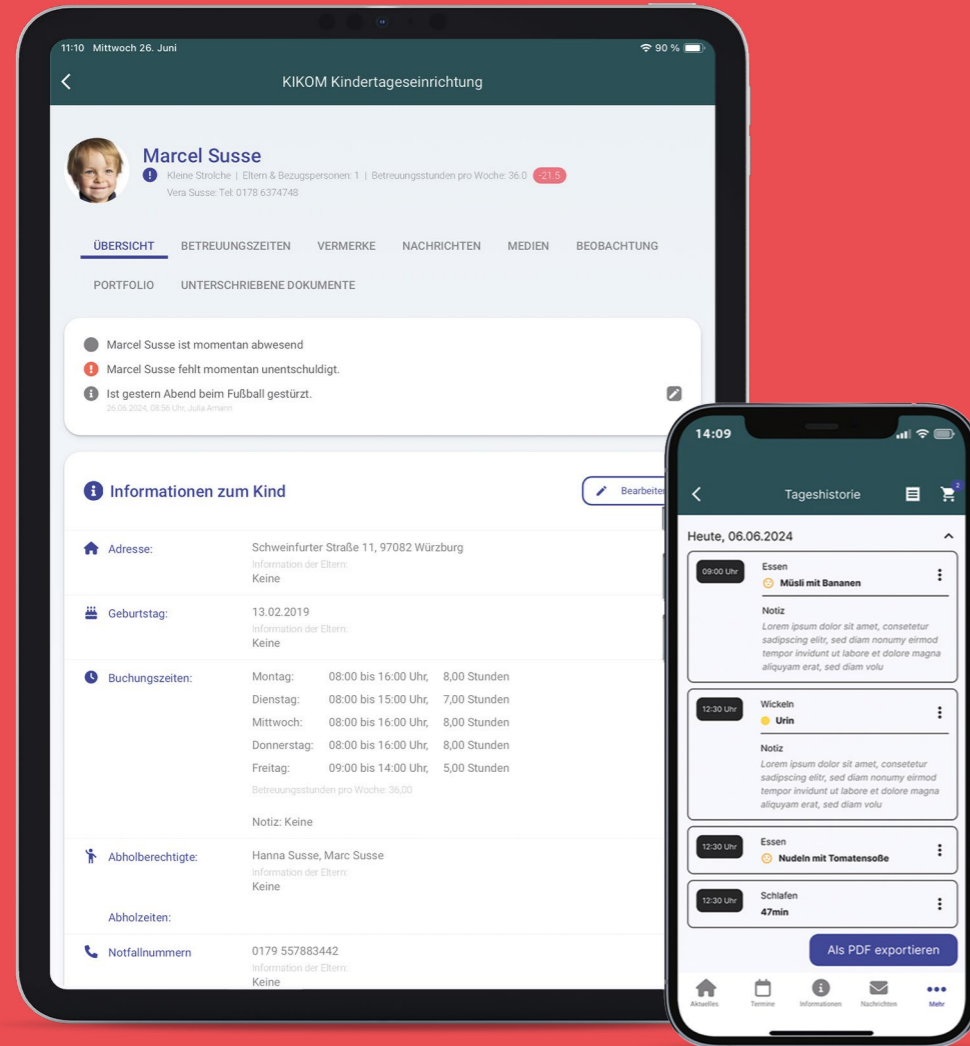 11:10 Mittwoch 26. Juni
90 %
KIKOM Kindertageseinrichtung
Marcel Susse
Kleine Strolche | Eltern & Bezugspersonen: 1 | Betreuungsstunden pro Woche: 36.0 -21.5
Vera Susse: Tel: 0178 6374748
ÜBERSICHT BETREUUNGSZEITEN VERMERKE NACHRICHTEN MEDIEN BEOBACHTUNG
PORTFOLIO UNTERSCHRIEBENE DOKUMENTE
Marcel Susse ist momentan abwesend
Marcel Susse fehlt momentan unentschuldigt.
Ist gestern Abend beim Fußball gestürzt.
26.06.2024, 08:56 Uhr, Julia Amann
Informationen zum Kind
Adresse: Schweinfurter Straße 11, 97082 Würzburg
Information der Eltern:
Keine
Geburtstag: 13.02.2019
Information der Eltern:
Keine
Buchungszeiten: Montag: 08:00 bis 16:00 Uhr, 8,00 Stunden
Dienstag: 08:00 bis 15:00 Uhr, 7,00 Stunden
Mittwoch: 08:00 bis 16:00 Uhr, 8,00 Stunden
Donnerstag: 08:00 bis 16:00 Uhr, 8,00 Stunden
Freitag: 09:00 bis 14:00 Uhr, 5,00 Stunden
Betreuungsstunden pro Woche: 36,00
Notiz: Keine
Abholberechtigte: Hanna Susse, Marc Susse
Information der Eltern:
Keine
Abholzeiten:
Notfallnummern 0179 557883442
Information der Eltern:
Keine
14:09
Tageshistorie
2
Heute, 06.06.2024
09:00 Uhr Essen
Müsli mit Bananen
Notiz
Lorem ipsum dolor sit amet, consetetur
sadipscing elitr, sed diam nonumy eirmod
tempor invidunt ut labore et dolore magna
aliquyam erat, sed diam volu
12:30 Uhr Wickeln
Urin
Notiz
Lorem ipsum dolor sit amet, consetetur
sadipscing elitr, sed diam nonumy eirmod
tempor invidunt ut labore et dolore magna
aliquyam erat, sed diam volu
12:30 Uhr Essen
Nudeln mit Tomatensoße
12:30 Uhr Schlafen
47min
Als PDF exportieren
Aktuelles Termine Informationen Nachrichten Mehr